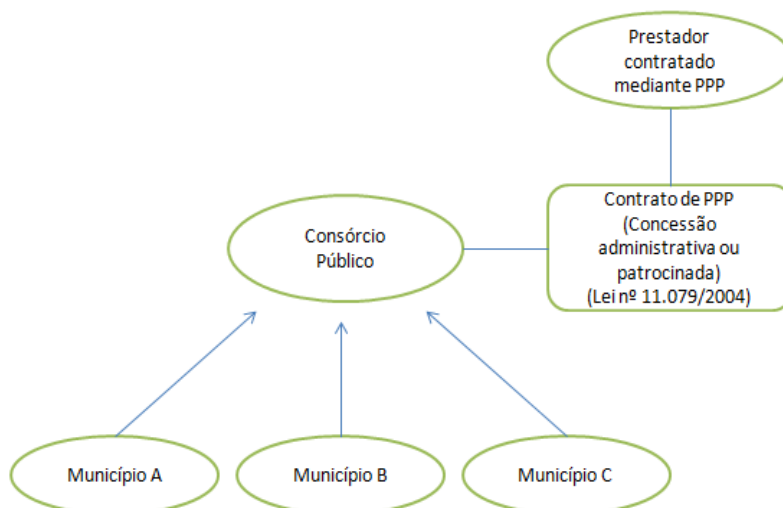 Prestador
contratado
mediante PPP
Contrato de PPP
(Concessão
administrativa ou
patrocinada)
(Lei nº 11.079/2004)
Consórcio
Público
Município A
Município B
Município C